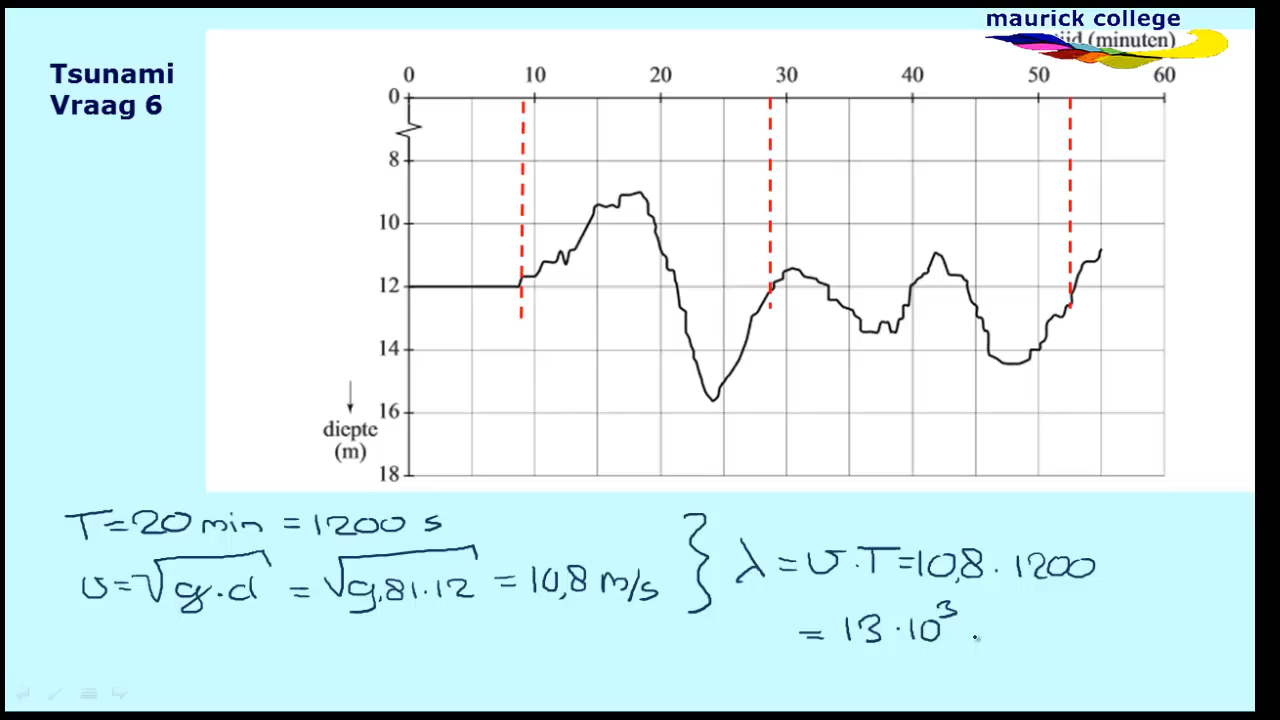 maurick college
Tsunami
Vraag 6
(minuten)
0 10 20 30 40 50 60
0
8
10
12
14
16
18
diepte
(m)
T = 20 min = 1200 s
v = √g·d = √9,81·12 = 10,8 m/s } λ = v·T = 10,8 · 1200
= 13 · 10³ .